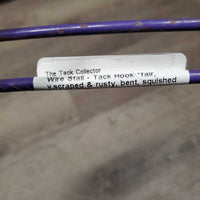 The Tack Collector
Wire Stall - Tack Hook *fair,
v.scraped & rusty, bent, squished